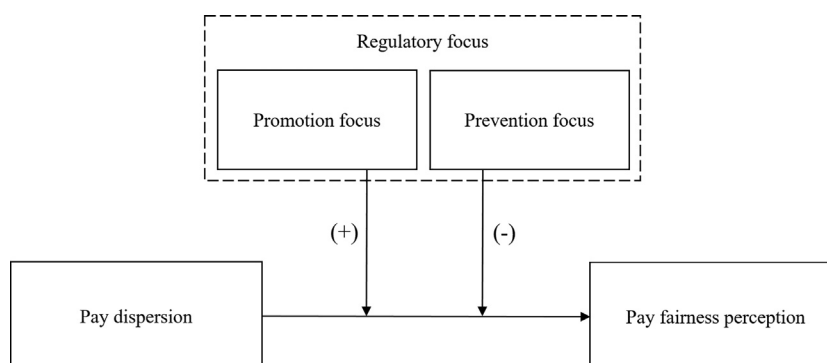 Regulatory focus
Promotion focus
Prevention focus
(+)
(-)
Pay dispersion
Pay fairness perception